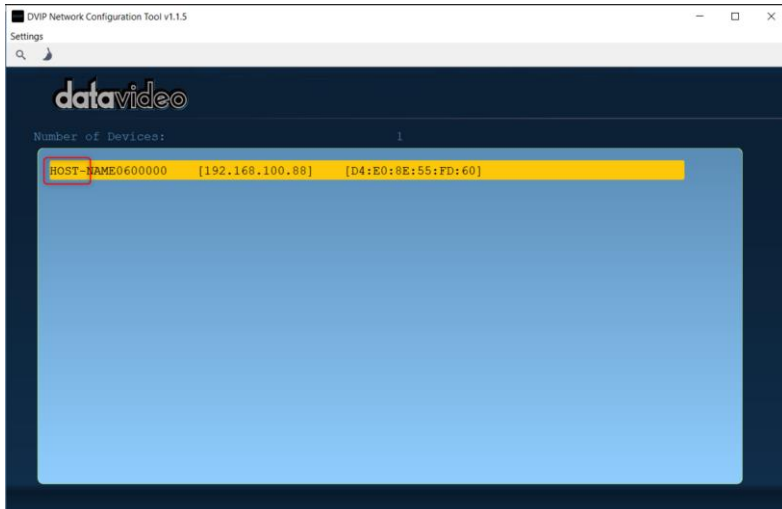 DVIP Network Configuration Tool v1.1.5
Settings
datavideo
Number of Devices: 1
HOST-NAME0600000 [192.168.100.88] [D4:E0:8E:55:FD:60]